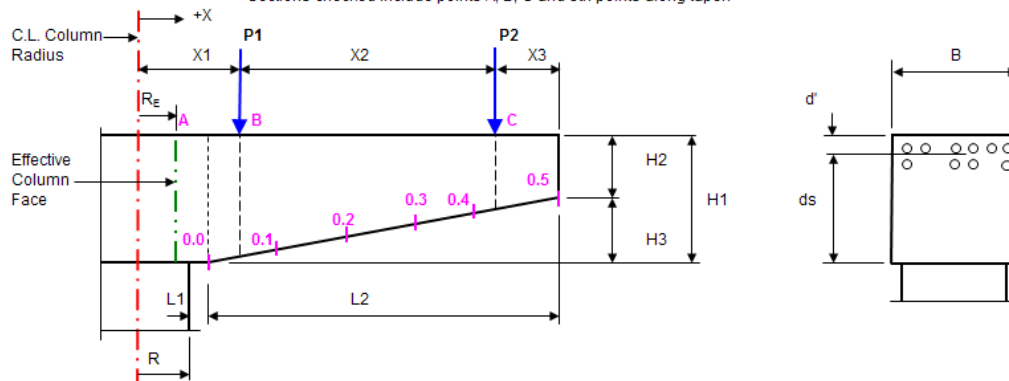 +X
C.L. Column
Radius
P1
P2
X1
X2
X3
B
RE
A
B
C
d'
Effective
Column
Face
H2
H1
ds
0.5
0.4
0.3
0.2
0.1
0.0
H3
L1
L2
R